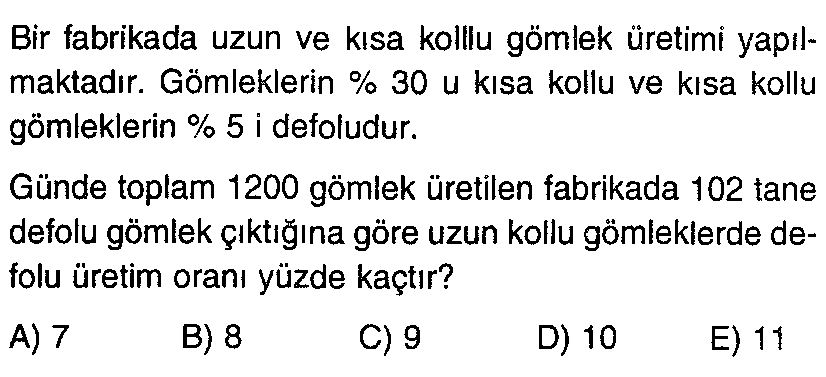 Bir fabrikada uzun ve kısa kolllu gömlek üretimi yapıl-
maktadır. Gömleklerin % 30 u kısa kollu ve kısa kollu
gömleklerin % 5 i defoludur.
Günde toplam 1200 gömlek üretilen fabrikada 102 tane
defolu gömlek çıktığına göre uzun kollu gömleklerde de-
folu üretim oranı yüzde kaçtır?
A) 7 B) 8 C) 9 D) 10 E) 11